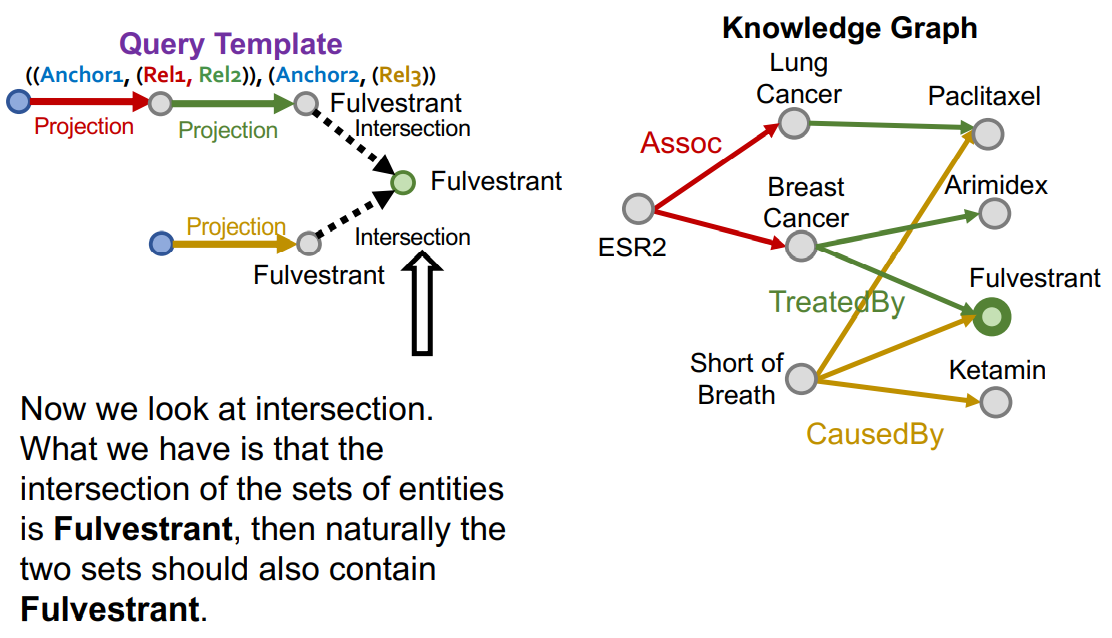 Query Template
((Anchor1, (Rel1, Rel2)), (Anchor2, (Rel3))
Fulvestrant
Projection
Projection
Intersection
Fulvestrant
Projection
Intersection
Fulvestrant
Now we look at intersection.
What we have is that the
intersection of the sets of entities
is Fulvestrant, then naturally the
two sets should also contain
Fulvestrant.
Knowledge Graph
Lung
Cancer
Paclitaxel
Assoc
Breast
Cancer
Arimidex
ESR2
Fulvestrant
TreatedBy
Short of
Breath
Ketamin
CausedBy